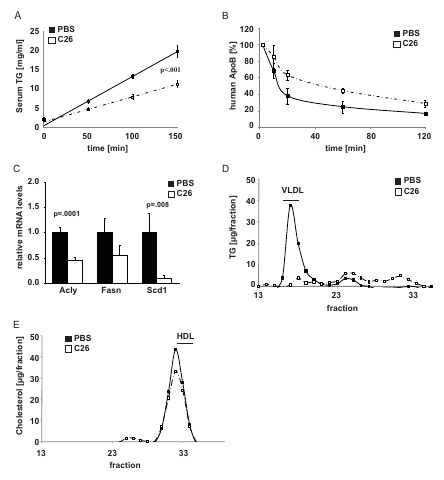 A
PBS
C26
Serum TG [mg/ml]
25
20
15
10
5
0
p<.001
0
50
100
150
time [min]
B
PBS
C26
human ApoB [%]
120
100
80
60
40
20
0
0
40
80
120
time [min]
C
PBS
C26
relative mRNA levels
2.0
1.5
1.0
0.5
0.0
p=.0001
p=.008
Acly
Fasn
Scd1
D
PBS
C26
VLDL
TG [µg/fraction]
50
40
30
20
10
0
13
23
33
fraction
E
PBS
C26
HDL
Cholesterol [µg/fraction]
50
40
30
20
10
0
13
23
33
fraction